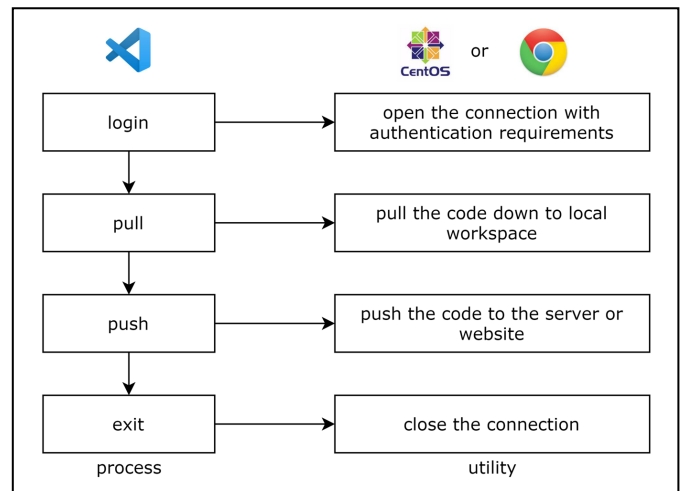 CentOS
or
login
open the connection with
authentication requirements
pull
pull the code down to local
workspace
push
push the code to the server or
website
exit
close the connection
process
utility